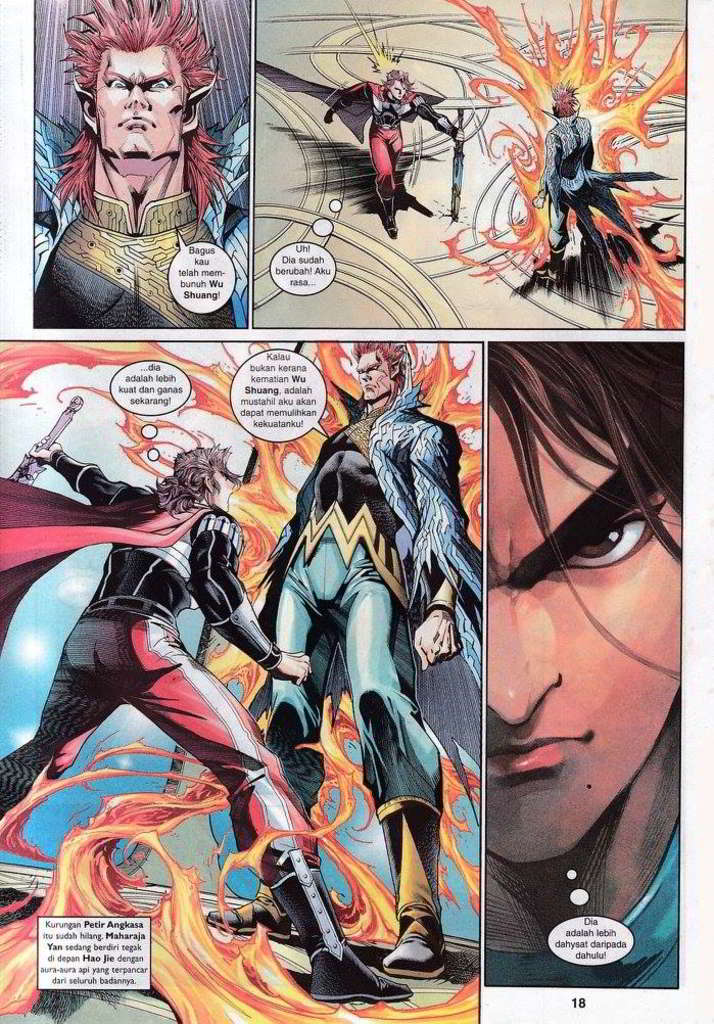 Bagus
kau
telah mem-
bunuh Wu
Shuang!
Uh!
Dia sudah
berubah! Aku
rasa...
...dia
adalah lebih
kuat dan ganas
sekarang!
Kalau
bukan kerana
kematian Wu
Shuang, adalah
mustahil aku akan
dapat memulihkan
kekuatanku!
Kurungan Petir Angkasa
itu sudah hilang. Maharaja
Yan sedang berdiri tegak
di depan Hao Jie dengan
aura-aura api yang terpancar
dari seluruh badannya.
Dia
adalah lebih
dahsyat daripada
dahulu!
18